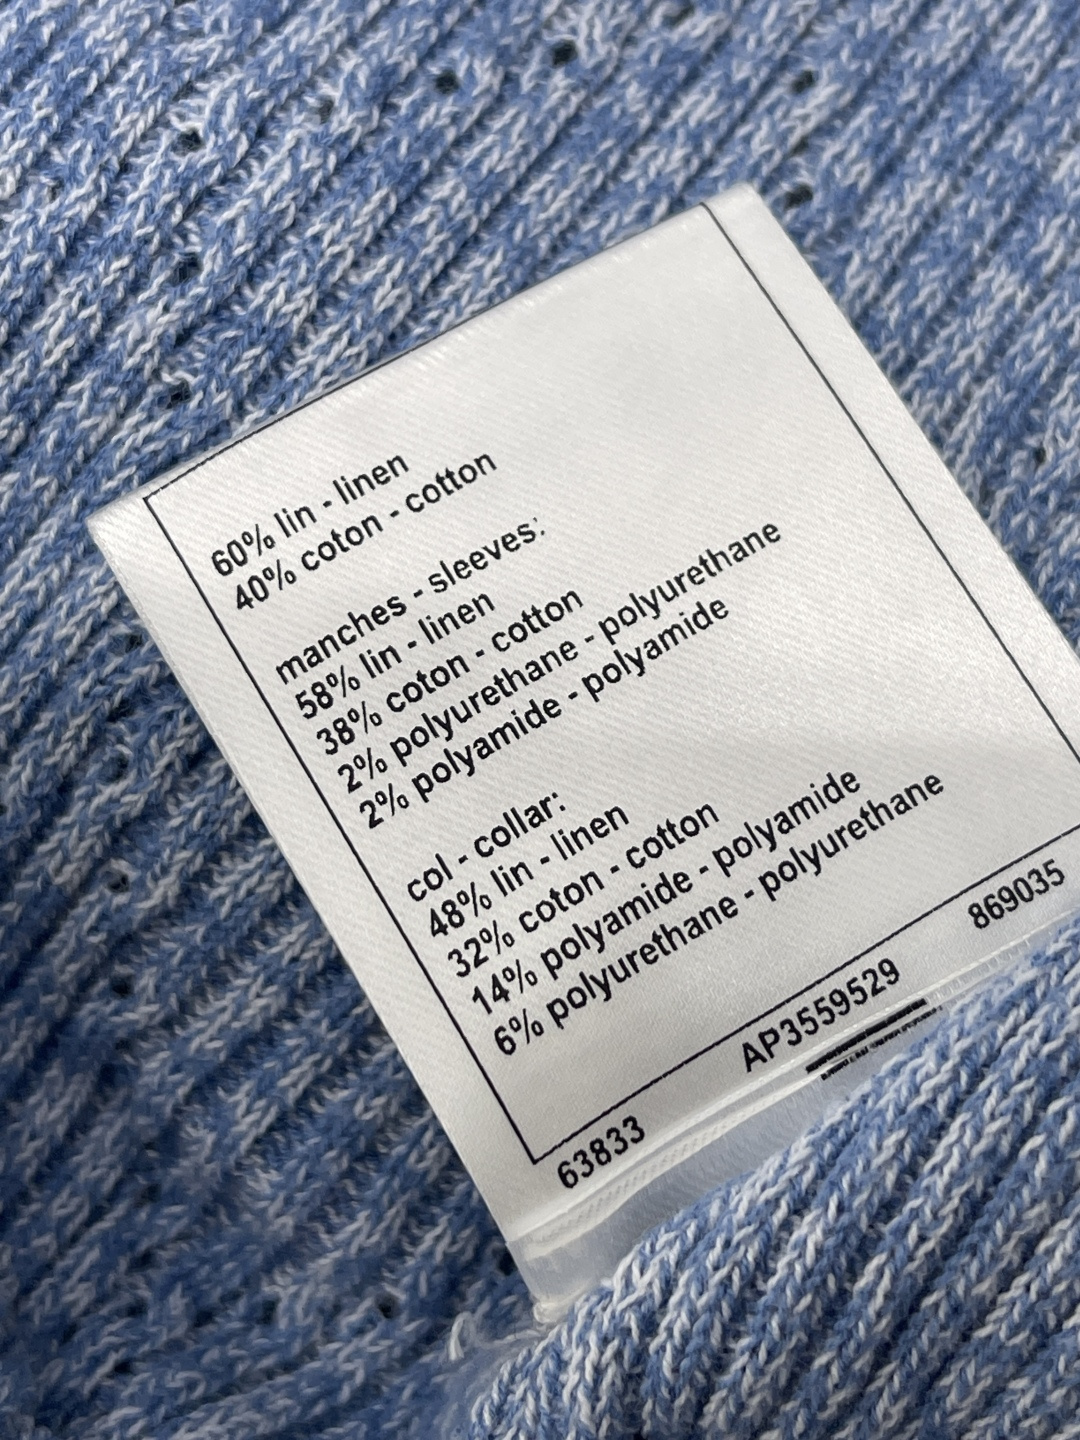 60% lin - linen
40% coton - cotton
manches - sleeves:
58% lin - linen
38% coton - cotton
2% polyurethane - polyurethane
2% polyamide - polyamide
col - collar:
48% lin - linen
32% coton - cotton
14% polyamide - polyamide
6% polyurethane - polyurethane
63833 AP3559529 869035